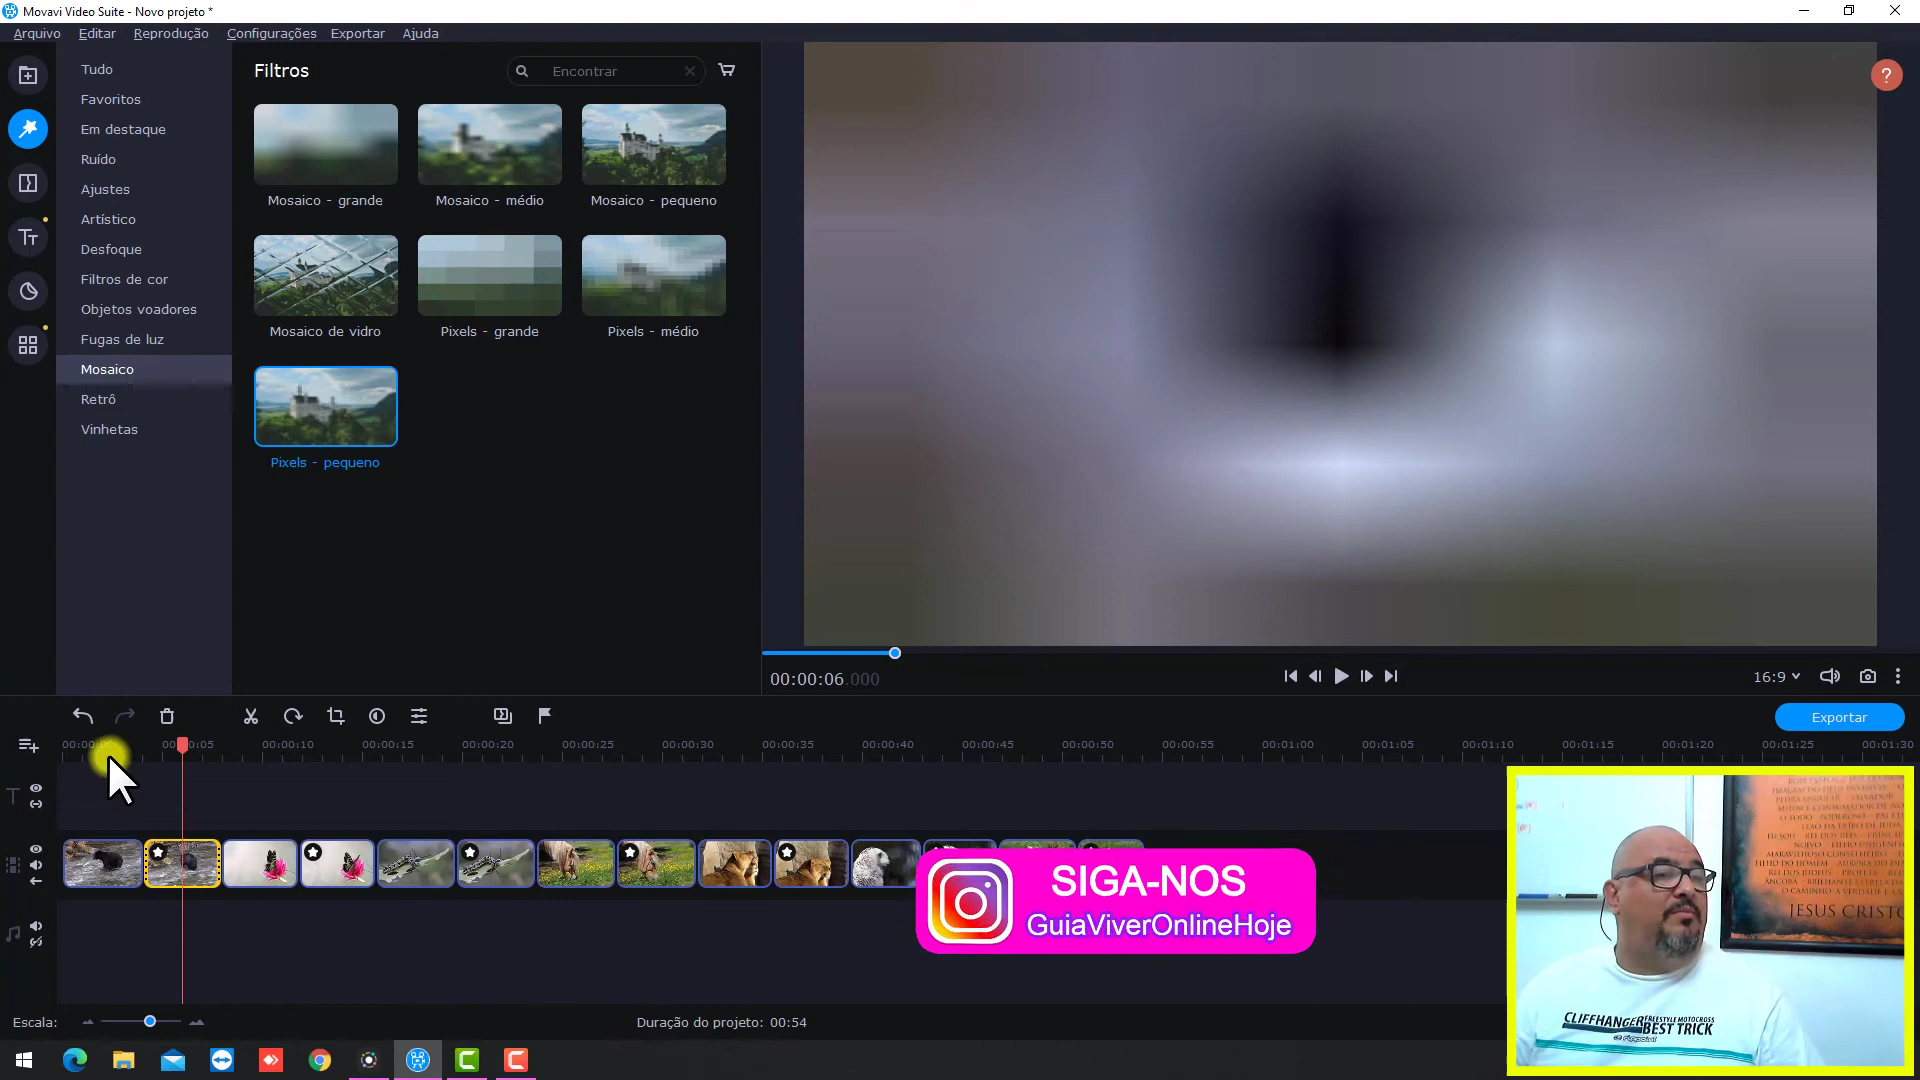 Movavi Video Suite - Novo projeto *
Arquivo Editar Reprodução Configurações Exportar Ajuda
Tudo
Favoritos
Em destaque
Ruído
Ajustes
Artístico
Desfoque
Filtros de cor
Objetos voadores
Fugas de luz
Mosaico
Retrô
Vinhetas
Filtros
Encontrar
Mosaico - grande
Mosaico - médio
Mosaico - pequeno
Mosaico de vidro
Pixels - grande
Pixels - médio
Pixels - pequeno
?
00:00:06.000
16:9
Exportar
00:00:10 00:00:15 00:00:20 00:00:25 00:00:30 00:00:35 00:00:40 00:00:45 00:00:50 00:00:55 00:01:00 00:01:05 00:01:10 00:01:15 00:01:20 00:01:25 00:01:30
SIGA-NOS
GuiaViverOnlineHoje
JESUS CRISTO
CLIFFHANGER FREESTYLE MOTOCROSS
BEST TRICK
Escala:
Duração do projeto: 00:54